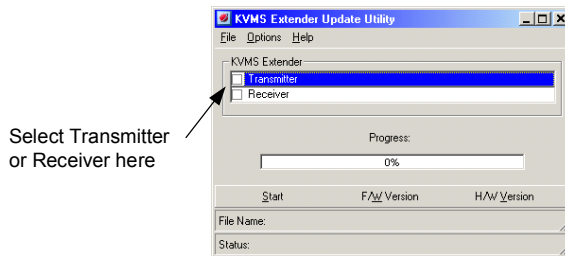 KVMS Extender Update Utility
File Options Help
KVMS Extender
Transmitter
Receiver
Select Transmitter
or Receiver here
Progress:
0%
Start F/W Version H/W Version
File Name:
Status: